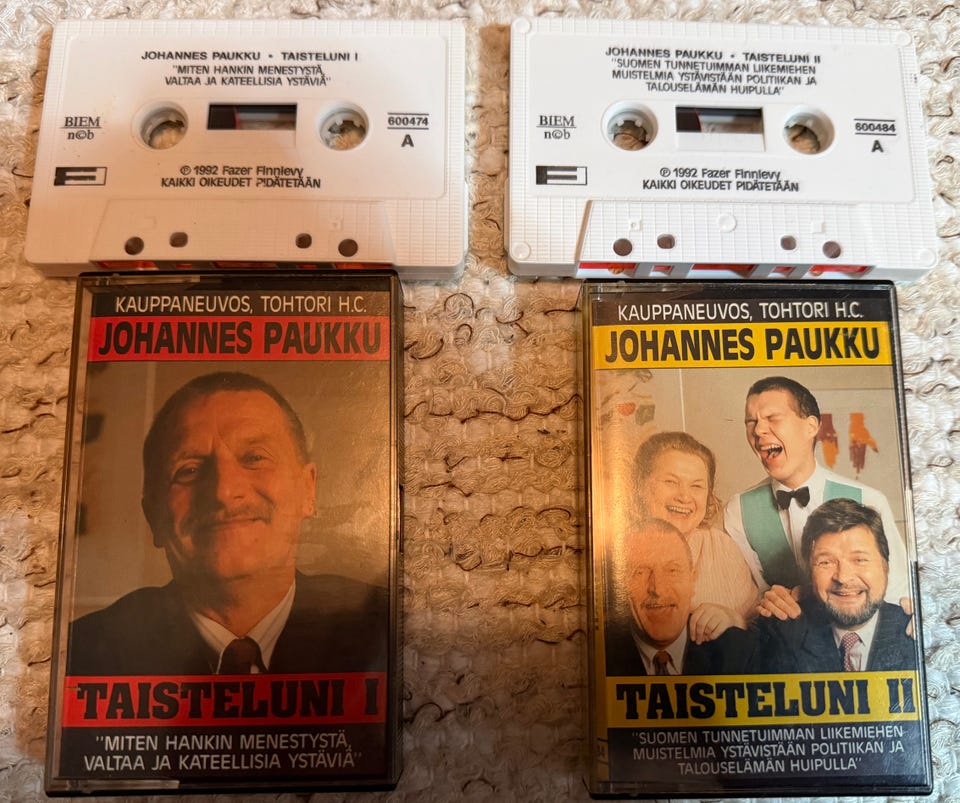 JOHANNES PAUKKU • TAISTELUNI I
"MITEN HANKIN MENESTYSTÄ,
VALTAA JA KATEELLISIA YSTÄVIÄ"
BIEM
n©b
600474
A
℗ 1992 Fazer Finnlevy
KAIKKI OIKEUDET PIDÄTETÄÄN
JOHANNES PAUKKU • TAISTELUNI II
"SUOMEN TUNNETUIMMAN LIIKEMIEHEN
MUISTELMIA YSTÄVISTÄÄN POLITIIKAN JA
TALOUSELÄMÄN HUIPULLA"
BIEM
n©b
600484
A
℗ 1992 Fazer Finnlevy
KAIKKI OIKEUDET PIDÄTETÄÄN
KAUPPANEUVOS, TOHTORI H.C.
JOHANNES PAUKKU
TAISTELUNI I
"MITEN HANKIN MENESTYSTÄ,
VALTAA JA KATEELLISIA YSTÄVIÄ"
KAUPPANEUVOS, TOHTORI H.C.
JOHANNES PAUKKU
TAISTELUNI II
"SUOMEN TUNNETUIMMAN LIIKEMIEHEN
MUISTELMIA YSTÄVISTÄÄN POLITIIKAN JA
TALOUSELÄMÄN HUIPULLA"